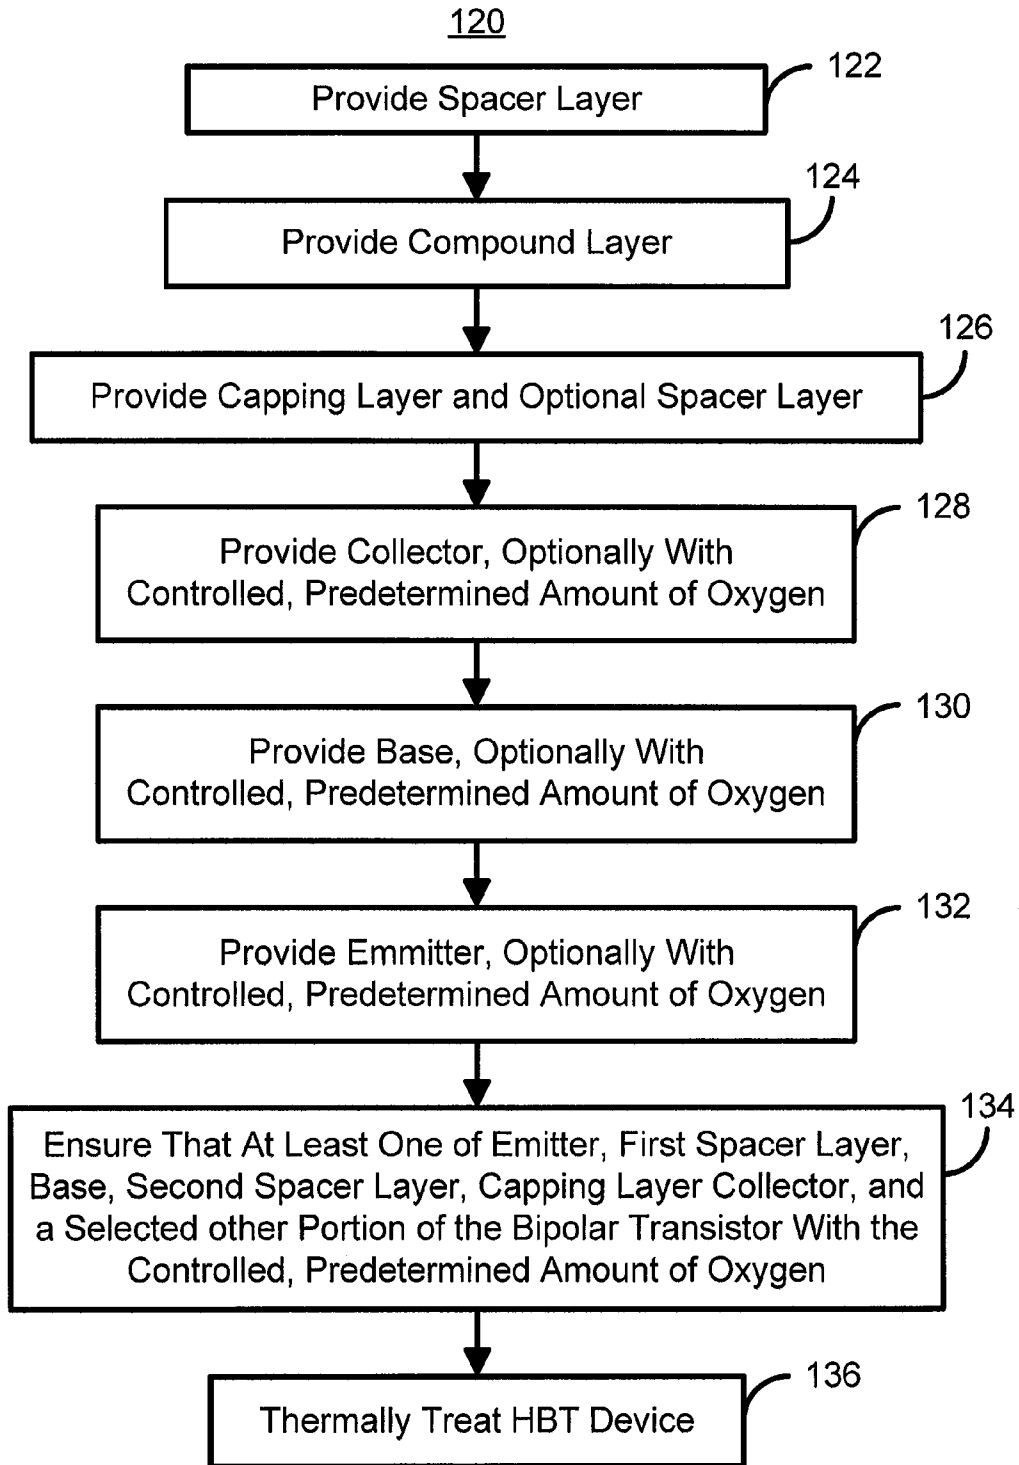 120
Provide Spacer Layer
122
Provide Compound Layer
124
Provide Capping Layer and Optional Spacer Layer
126
Provide Collector, Optionally With
Controlled, Predetermined Amount of Oxygen
128
Provide Base, Optionally With
Controlled, Predetermined Amount of Oxygen
130
Provide Emmitter, Optionally With
Controlled, Predetermined Amount of Oxygen
132
Ensure That At Least One of Emitter, First Spacer Layer,
Base, Second Spacer Layer, Capping Layer Collector, and
a Selected other Portion of the Bipolar Transistor With the
Controlled, Predetermined Amount of Oxygen
134
Thermally Treat HBT Device
136